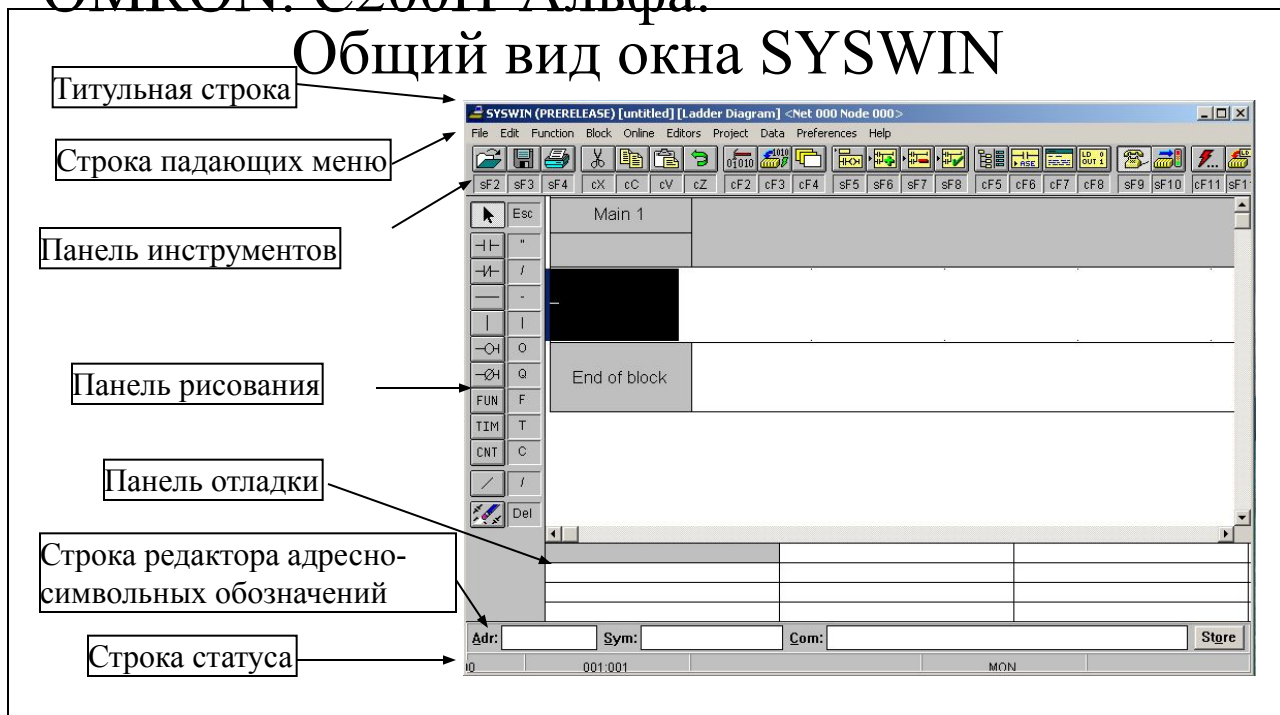 OMRON. C200H Альфа.
Общий вид окна SYSWIN
Титульная строка
Строка падающих меню
Панель инструментов
Панель рисования
Панель отладки
Строка редактора адресно-
символьных обозначений
Строка статуса
SYSWIN (PRERELEASE) [untitled] [Ladder Diagram] <Net 000 Node 000>
File Edit Function Block Online Editors Project Data Preferences Help
sF2 sF3 sF4 cX cC cV cZ cF2 cF3 cF4 sF5 sF6 sF7 sF8 cF5 cF6 cF7 cF8 sF9 sF10 cF11
Esc
Main 1
"
/
-
|
O
Q
End of block
FUN F
TIM T
CNT C
/
Del
Adr: Sym: Com: Store
001:001 MON